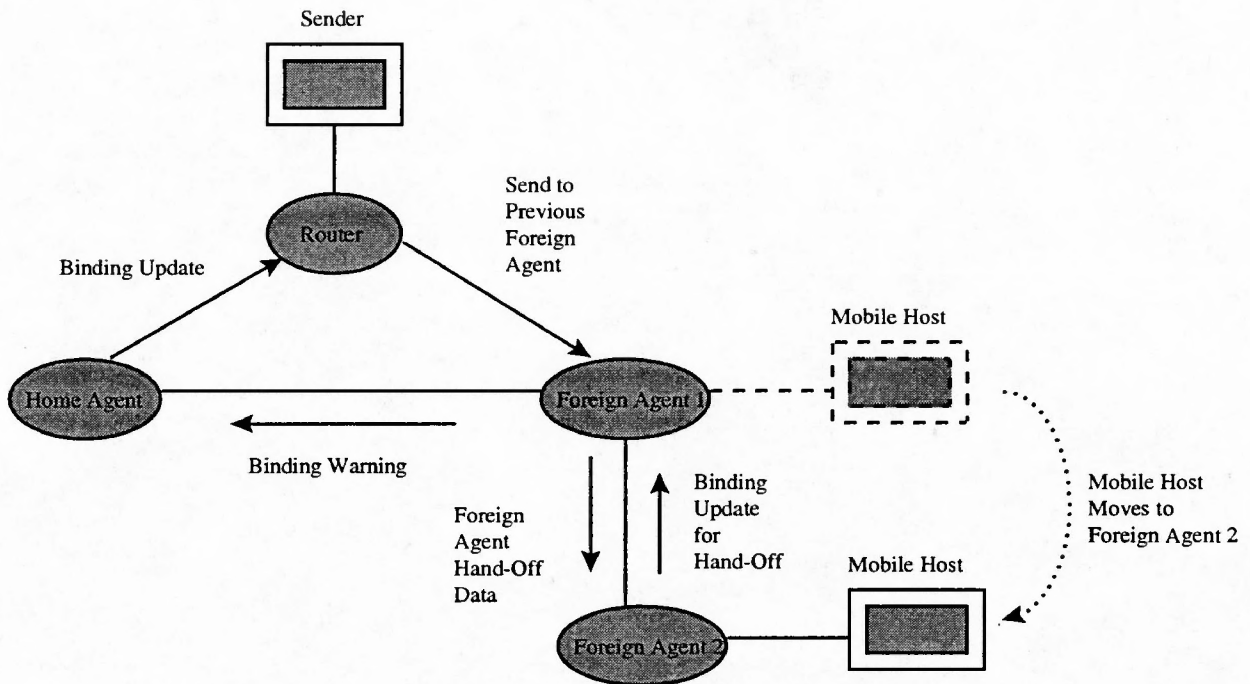 Sender
Send to
Previous
Foreign
Agent
Router
Binding Update
Mobile Host
Home Agent
Foreign Agent 1
Binding Warning
Foreign
Agent
Hand-Off
Data
Binding
Update
for
Hand-Off
Mobile Host
Moves to
Foreign Agent 2
Mobile Host
Foreign Agent 2